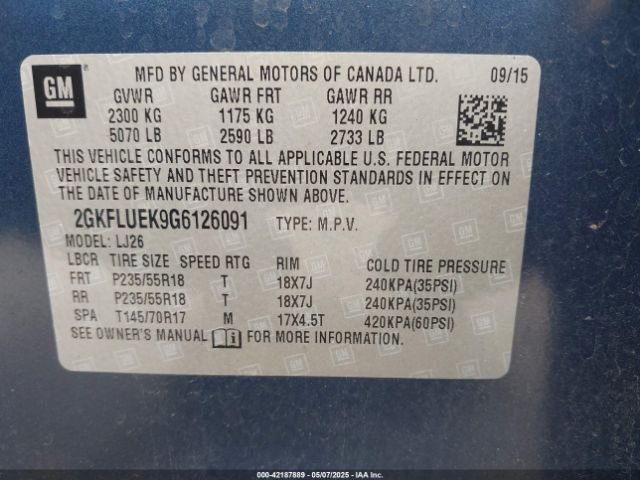 GM
MFD BY GENERAL MOTORS OF CANADA LTD. 09/15
GVWR GAWR FRT GAWR RR
2300 KG 1175 KG 1240 KG
5070 LB 2590 LB 2733 LB
THIS VEHICLE CONFORMS TO ALL APPLICABLE U.S. FEDERAL MOTOR
VEHICLE SAFETY AND THEFT PREVENTION STANDARDS IN EFFECT ON
THE DATE OF MANUFACTURE SHOWN ABOVE.
2GKFLUEK9G6126091 TYPE: M.P.V.
MODEL: LJ26
LBCR TIRE SIZE SPEED RTG RIM COLD TIRE PRESSURE
FRT P235/55R18 T 18X7J 240KPA(35PSI)
RR P235/55R18 T 18X7J 240KPA(35PSI)
SPA T145/70R17 M 17X4.5T 420KPA(60PSI)
SEE OWNER'S MANUAL FOR MORE INFORMATION.
00-42187889 - 05/07/2025 - IAA Inc.